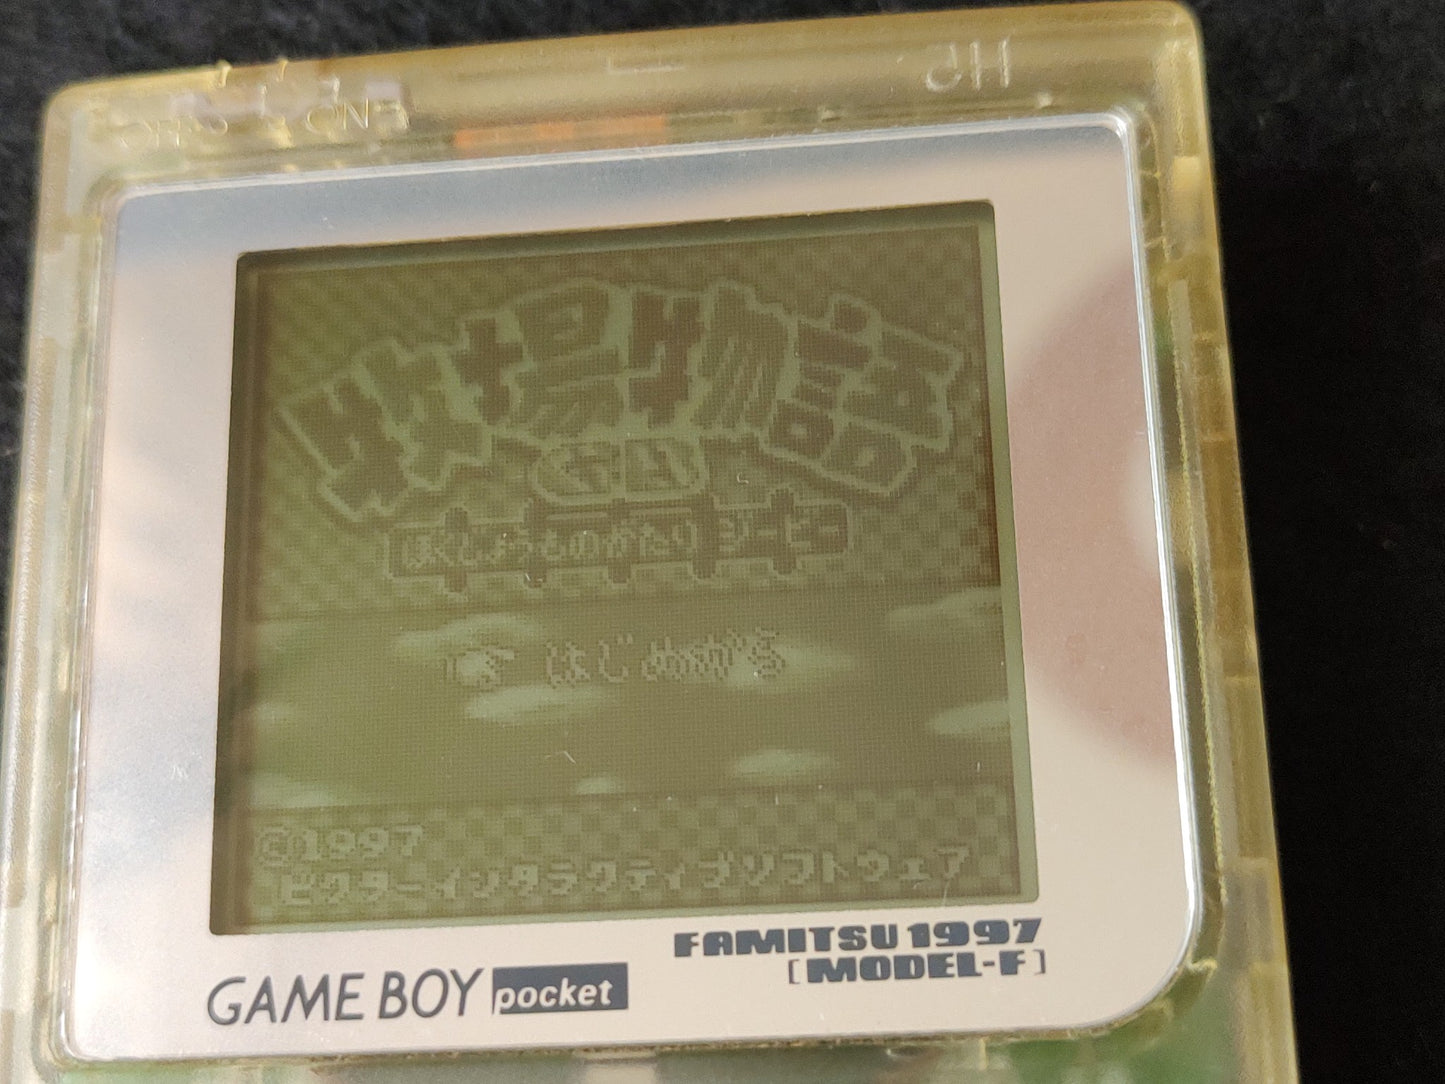 OFF ON
牧場物語
GB
ぼくじょうものがたり ジービー
はじめから
©1997
ビクターインタラクティブソフトウェア
FAMITSU 1997
[MODEL-F]
GAME BOY pocket